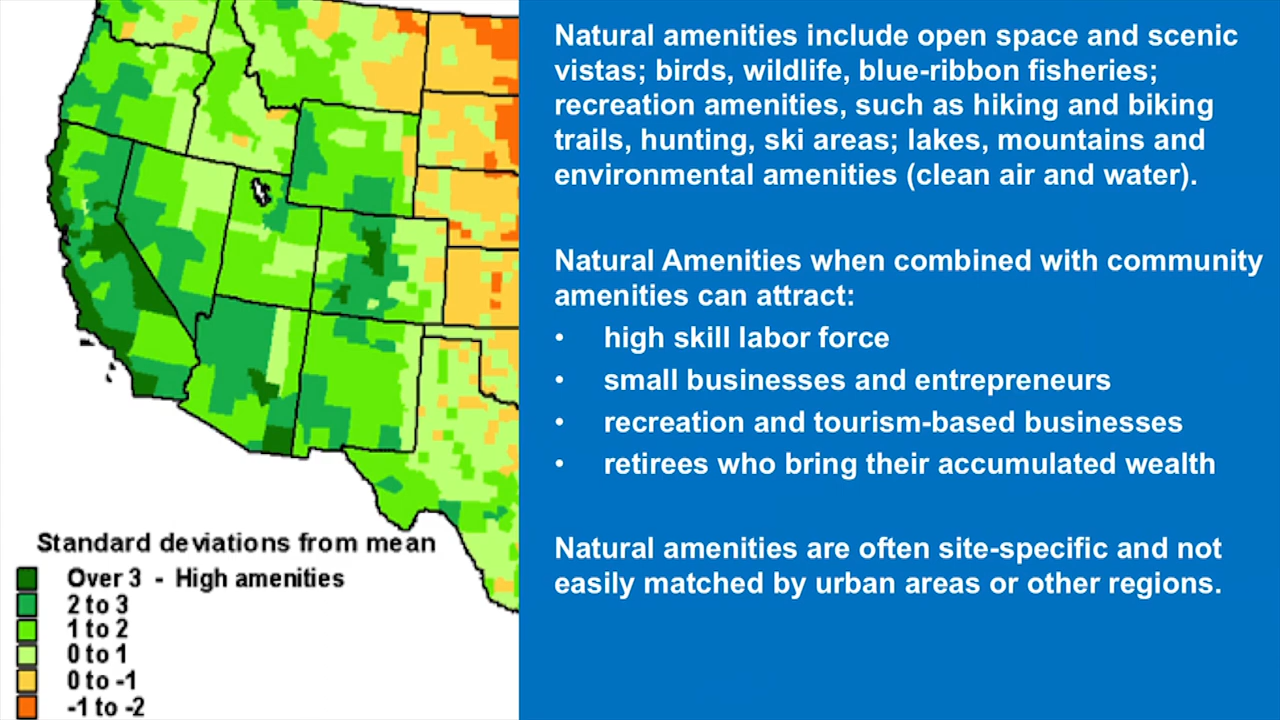 Natural amenities include open space and scenic
vistas; birds, wildlife, blue-ribbon fisheries;
recreation amenities, such as hiking and biking
trails, hunting, ski areas; lakes, mountains and
environmental amenities (clean air and water).
Natural Amenities when combined with community
amenities can attract:
• high skill labor force
• small businesses and entrepreneurs
• recreation and tourism-based businesses
• retirees who bring their accumulated wealth
Natural amenities are often site-specific and not
easily matched by urban areas or other regions.
Standard deviations from mean
Over 3 - High amenities
2 to 3
1 to 2
0 to 1
0 to -1
-1 to -2